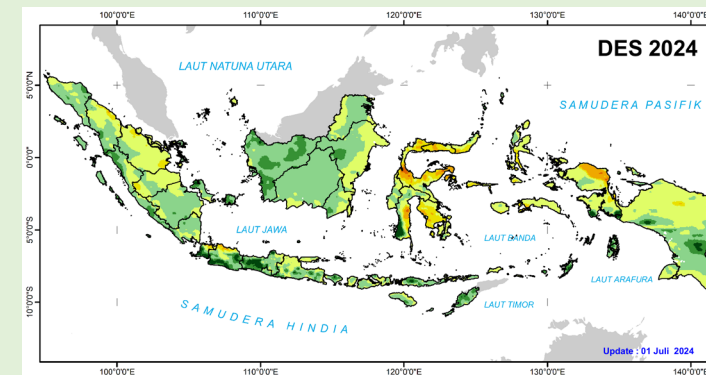 100°0'0"E 110°0'0"E 120°0'0"E 130°0'0"E 140°0'0"E
DES 2024
LAUT NATUNA UTARA
5°0'0"N
SAMUDERA PASIFIK
0°0'0"
5°0'0"S
LAUT JAWA
LAUT BANDA
LAUT ARAFURA
10°0'0"S
SAMUDERA HINDIA
LAUT TIMOR
Update : 01 Juli 2024
100°0'0"E 110°0'0"E 120°0'0"E 130°0'0"E 140°0'0"E